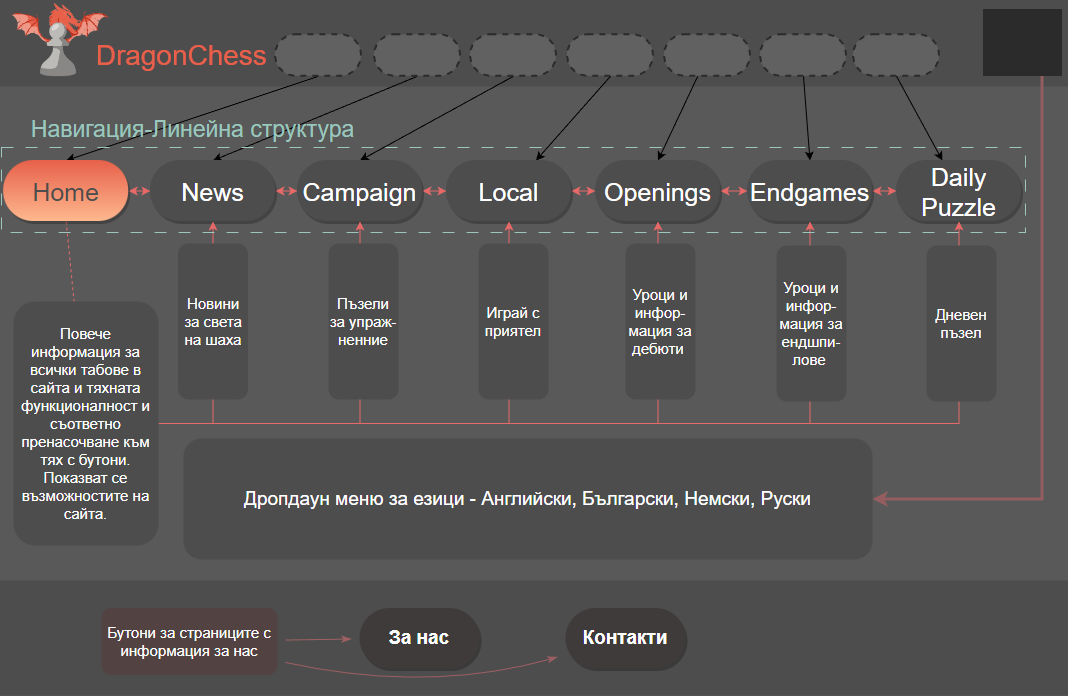 DragonChess
Навигация-Линейна структура
Home
News
Campaign
Local
Openings
Endgames
Daily
Puzzle
Повече
информация за
всички табове в
сайта и тяхната
функционалност и
съответно
пренасочване към
тях с бутони.
Показват се
възможностите на
сайта.
Новини
за света
на шаха
Пъзели
за упраж-
ненние
Играй с
приятел
Уроци и
инфор-
мация за
дебюти
Уроци и
инфор-
мация за
ендшпи-
лове
Дневен
пъзел
Дропдаун меню за езици - Английски, Български, Немски, Руски
Бутони за страниците с
информация за нас
За нас
Контакти